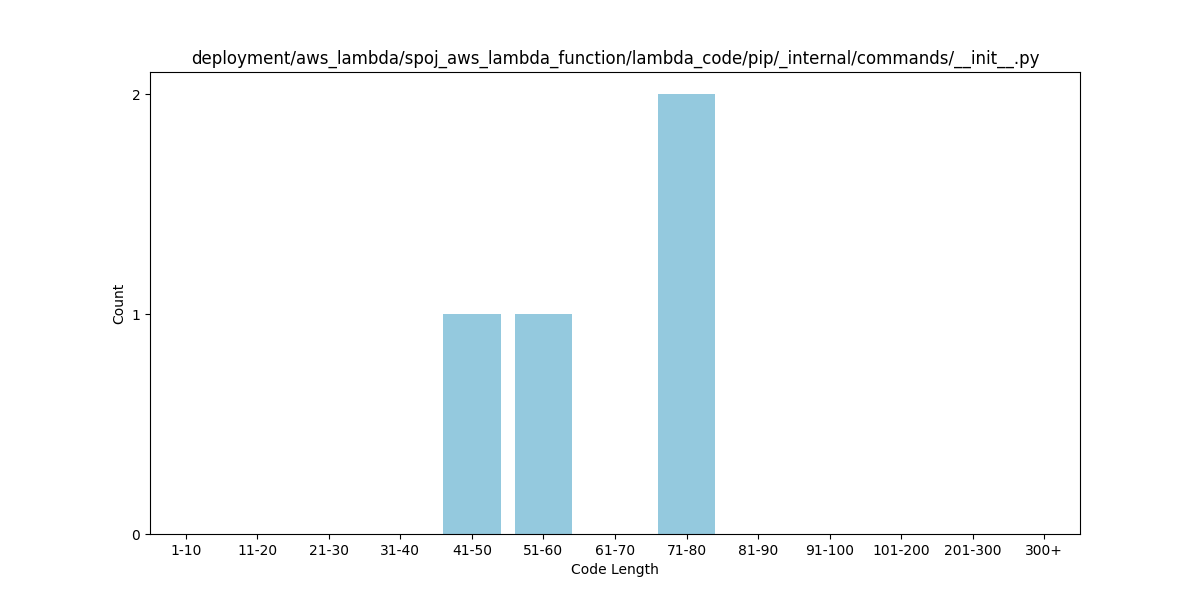 deployment/aws_lambda/spoj_aws_lambda_function/lambda_code/pip/_internal/commands/__init__.py
2
1
0
Count
1-10 11-20 21-30 31-40 41-50 51-60 61-70 71-80 81-90 91-100 101-200 201-300 300+
Code Length